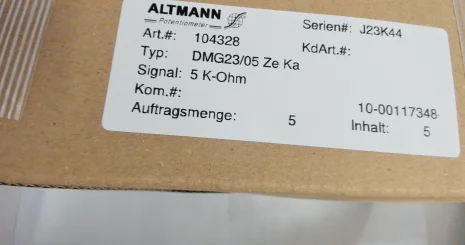 ALTMANN
Potentiometer
Serien#: J23K44
Art.#: 104328
KdArt.#:
Typ: DMG23/05 Ze Ka
Signal: 5 K-Ohm
Kom.#:
10-00117348-
Auftragsmenge: 5
Inhalt: 5